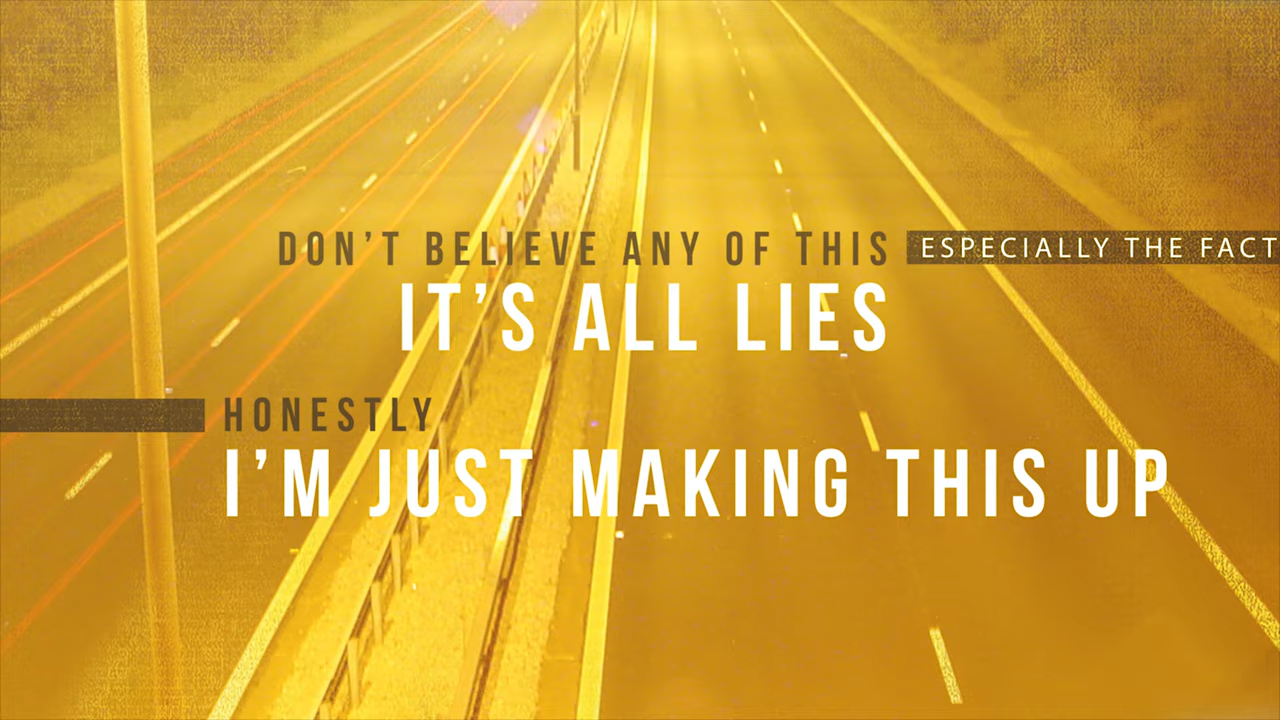 DON'T BELIEVE ANY OF THIS ESPECIALLY THE FACT
IT'S ALL LIES
HONESTLY
I'M JUST MAKING THIS UP